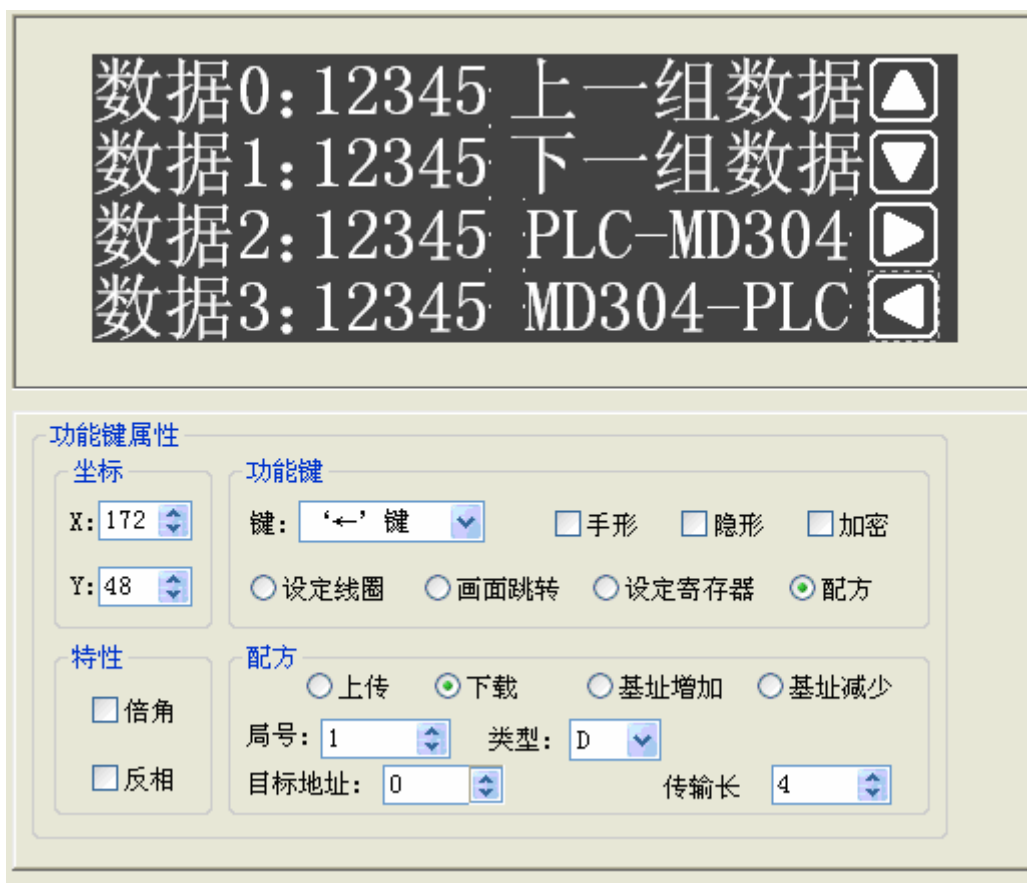 数据0:12345 上一组数据
数据1:12345 下一组数据
数据2:12345 PLC-MD304
数据3:12345 MD304-PLC
功能键属性
坐标 功能键
X: 172 键: ‘←’键 手形 隐形 加密
Y: 48 设定线圈 画面跳转 设定寄存器 配方
特性 配方
上传 下载 基址增加 基址减少
倍角
局号: 1 类型: D
反相 目标地址: 0 传输长 4